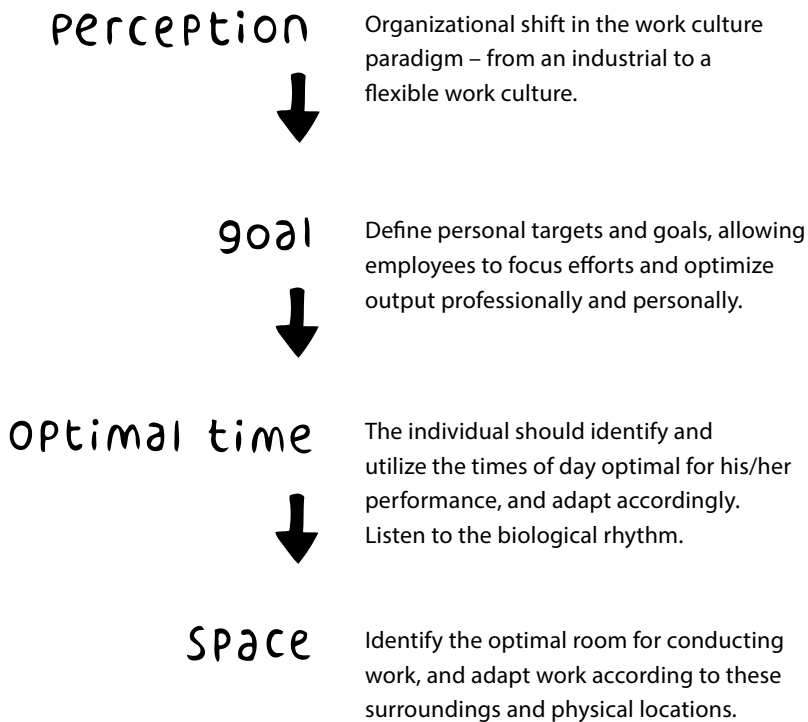 Perception
Organizational shift in the work culture
paradigm – from an industrial to a
flexible work culture.
goal
Define personal targets and goals, allowing
employees to focus efforts and optimize
output professionally and personally.
optimal time
The individual should identify and
utilize the times of day optimal for his/her
performance, and adapt accordingly.
Listen to the biological rhythm.
space
Identify the optimal room for conducting
work, and adapt work according to these
surroundings and physical locations.